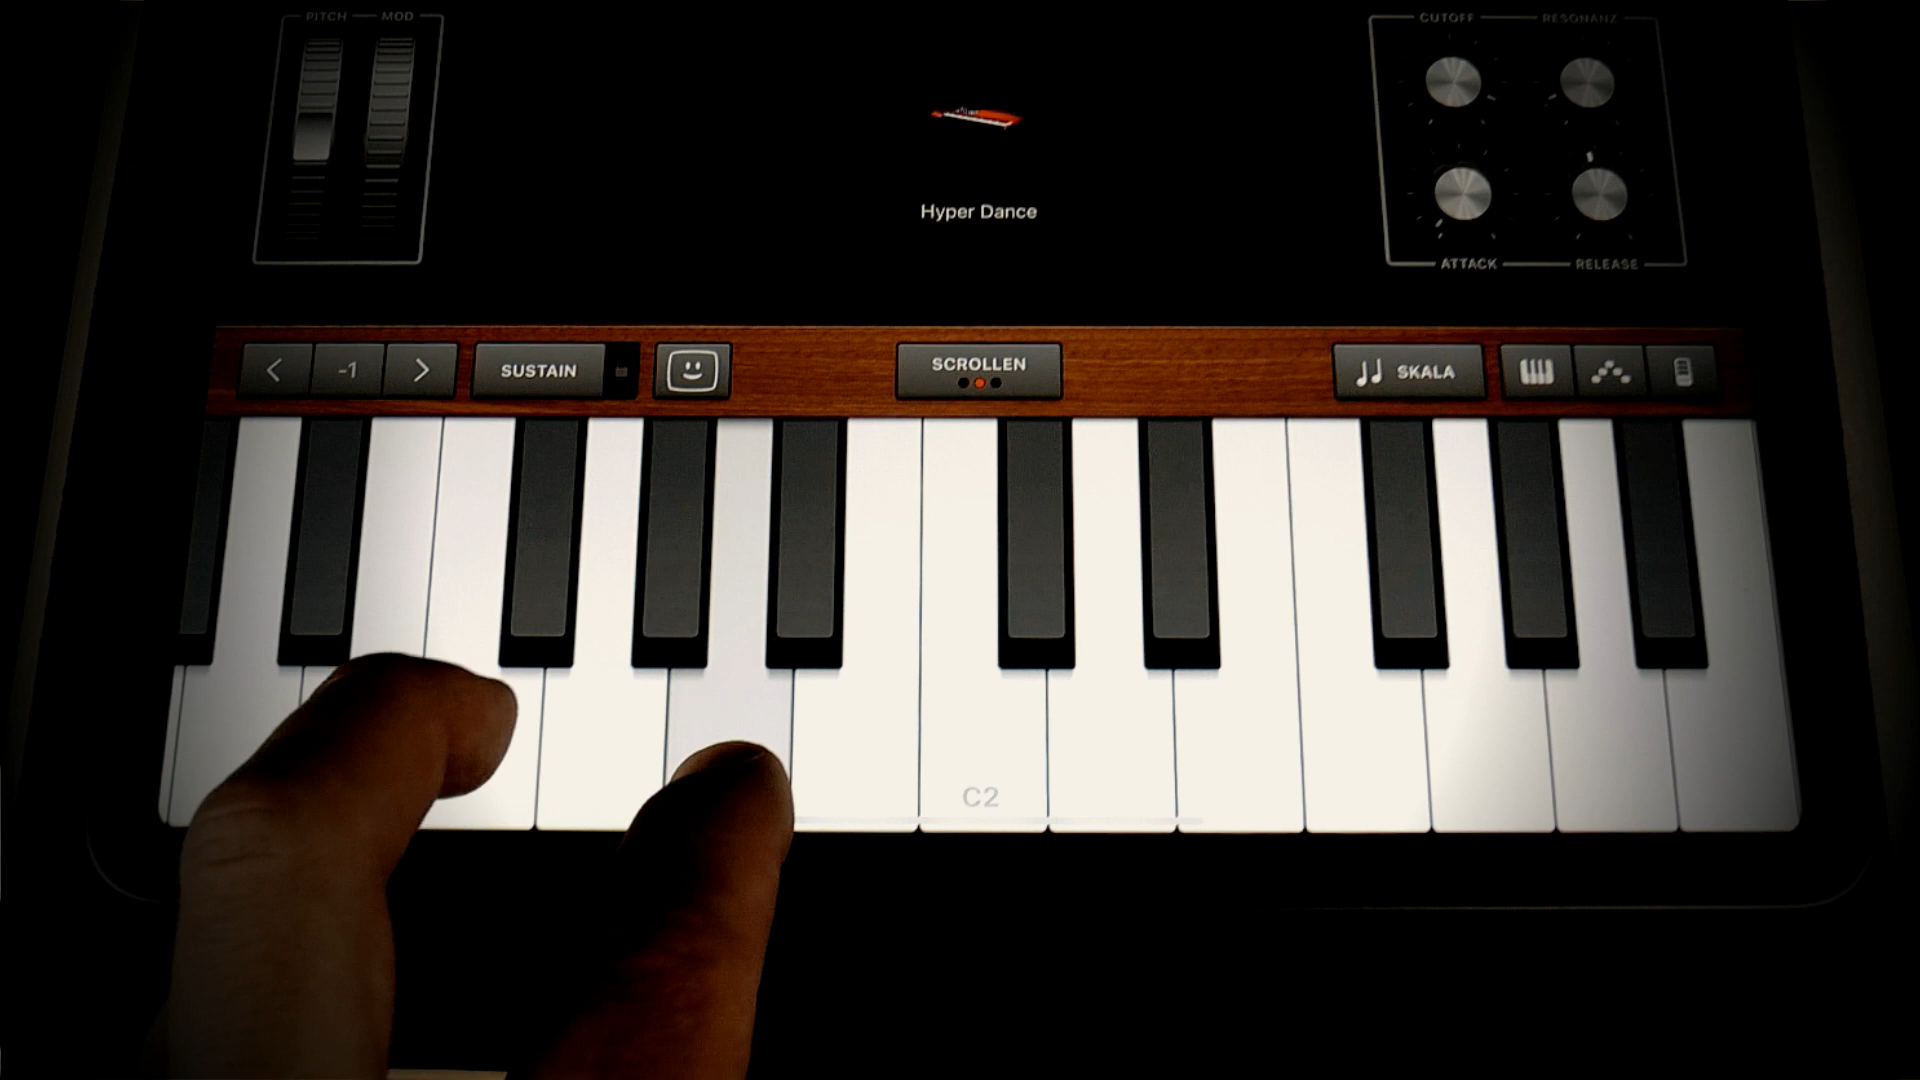 PITCH MOD
CUTOFF RESONANZ
Hyper Dance
ATTACK RELEASE
-1
SUSTAIN
SCROLLEN
SKALA
C2